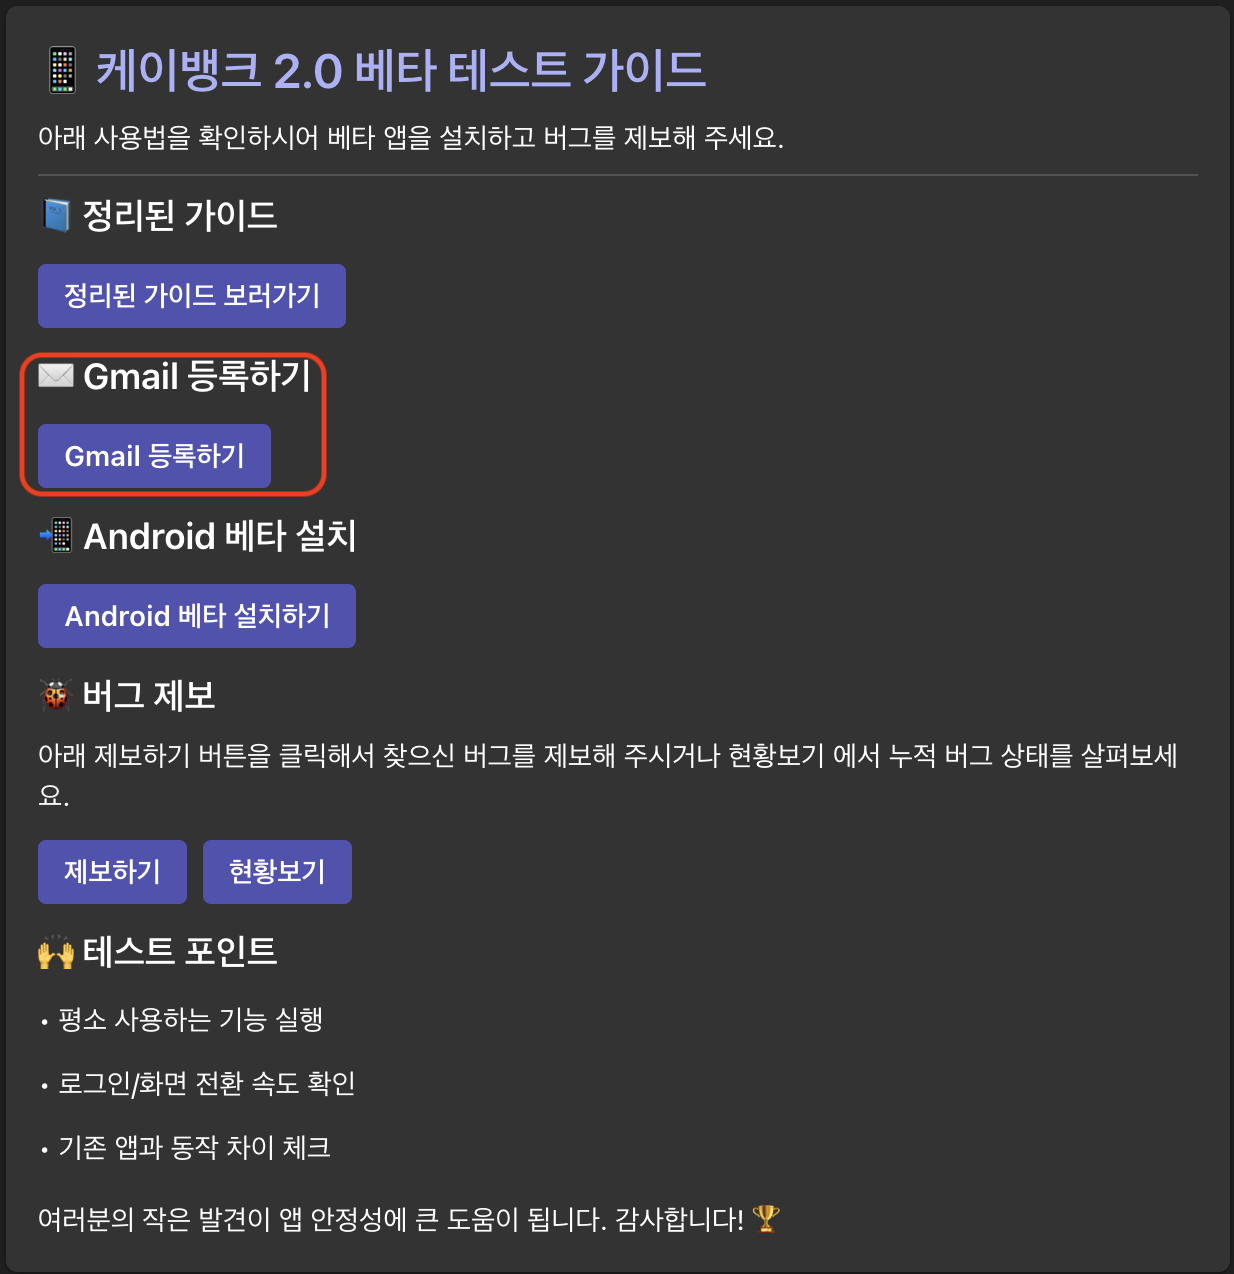 📱 케이뱅크 2.0 베타 테스트 가이드
아래 사용법을 확인하시어 베타 앱을 설치하고 버그를 제보해 주세요.
📘 정리된 가이드
정리된 가이드 보러가기
✉️ Gmail 등록하기
Gmail 등록하기
📲 Android 베타 설치
Android 베타 설치하기
🐞 버그 제보
아래 제보하기 버튼을 클릭해서 찾으신 버그를 제보해 주시거나 현황보기 에서 누적 버그 상태를 살펴보세
요.
제보하기 현황보기
🙌 테스트 포인트
• 평소 사용하는 기능 실행
• 로그인/화면 전환 속도 확인
• 기존 앱과 동작 차이 체크
여러분의 작은 발견이 앱 안정성에 큰 도움이 됩니다. 감사합니다! 🏆